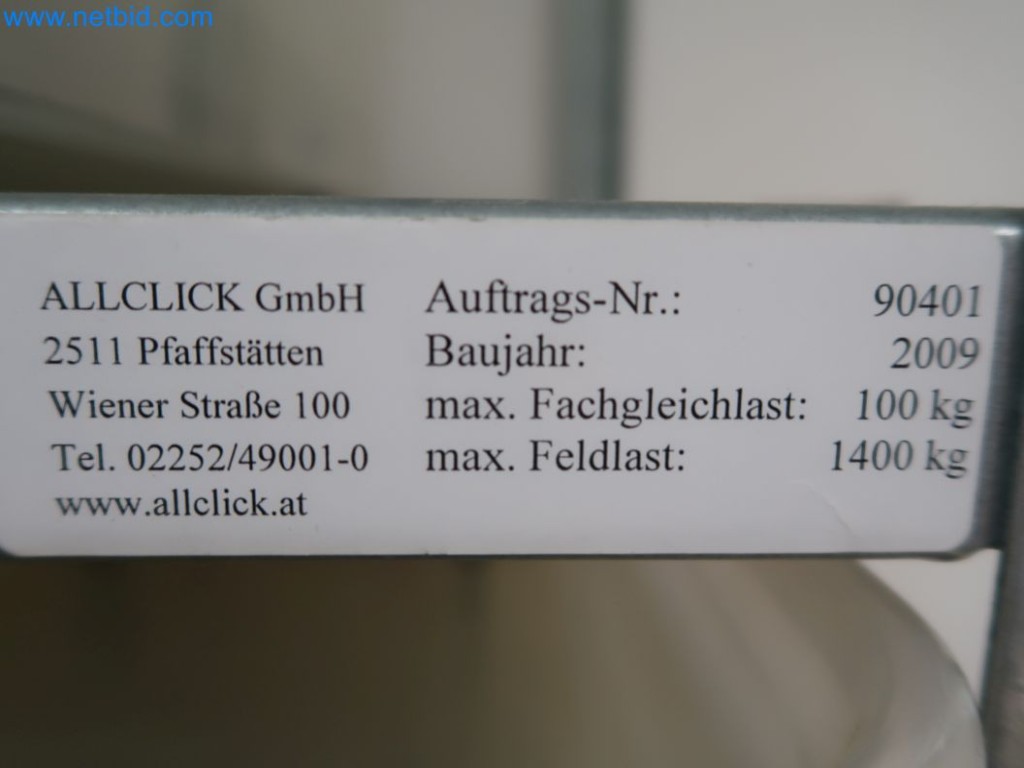 www.netbid.com
ALLCLICK GmbH
2511 Pfaffstätten
Wiener Straße 100
Tel. 02252/49001-0
www.allclick.at
Auftrags-Nr.: 90401
Baujahr: 2009
max. Fachgleichlast: 100 kg
max. Feldlast: 1400 kg